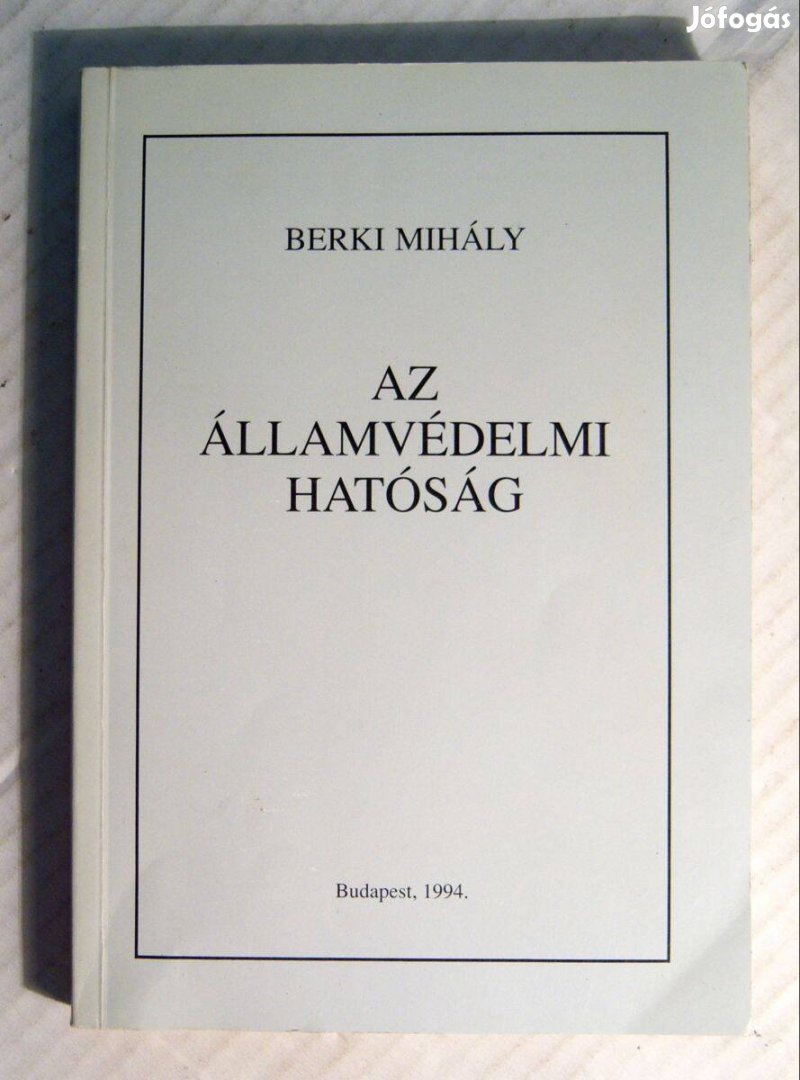 Jófogás
BERKI MIHÁLY
AZ
ÁLLAMVÉDELMI
HATÓSÁG
Budapest, 1994.